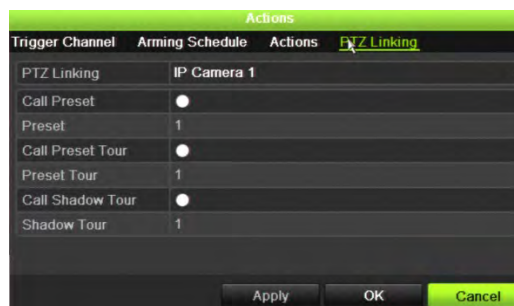 Actions
Trigger Channel Arming Schedule Actions PTZ Linking
PTZ Linking IP Camera 1
Call Preset
Preset 1
Call Preset Tour
Preset Tour 1
Call Shadow Tour
Shadow Tour 1
Apply OK Cancel